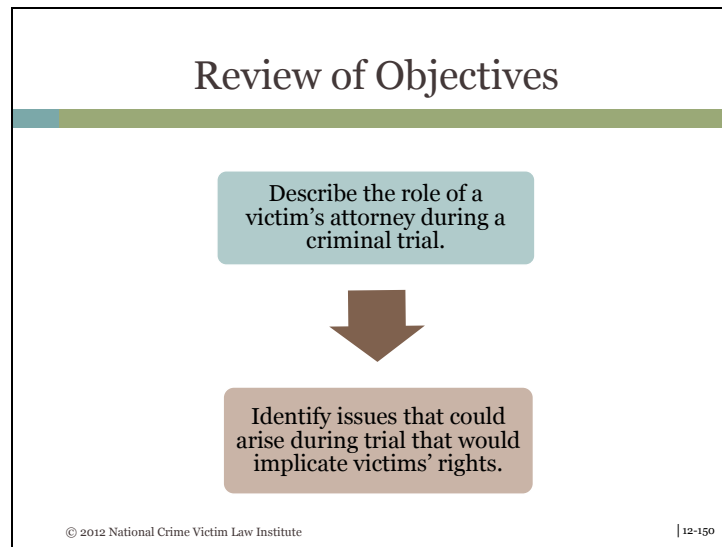 Review of Objectives
Describe the role of a
victim's attorney during a
criminal trial.
Identify issues that could
arise during trial that would
implicate victims' rights.
© 2012 National Crime Victim Law Institute
| 12-150